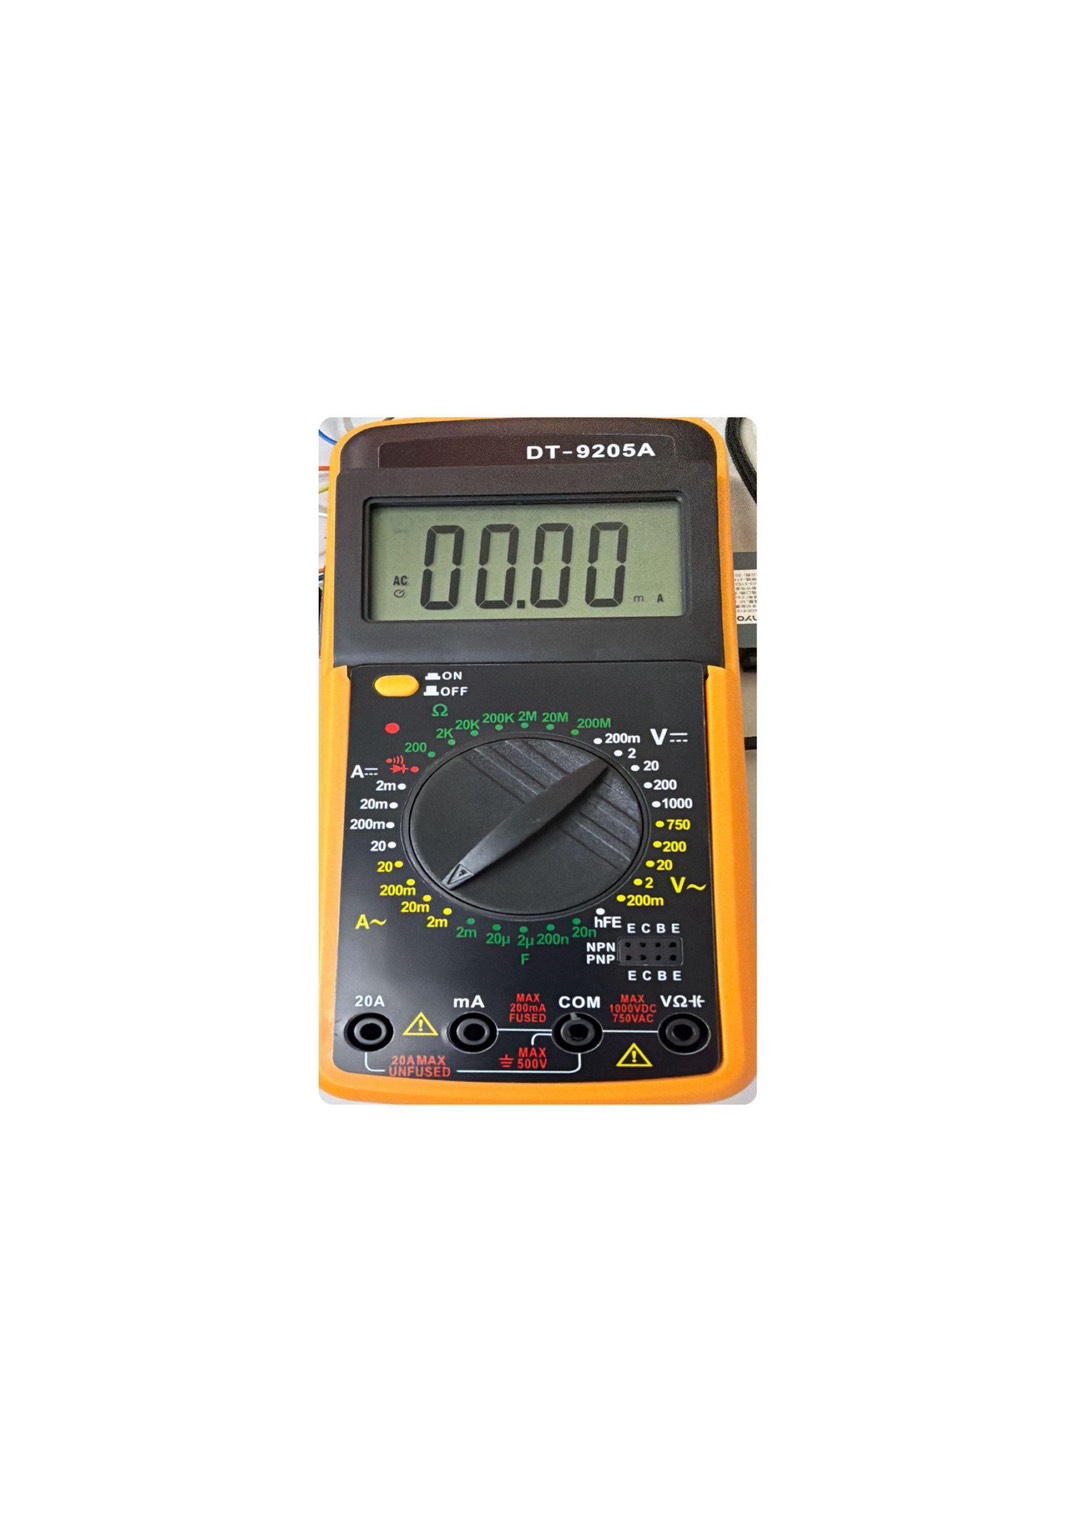 DT-9205A
AC
00.00
m A
ON
OFF
Ω
200
2K
20K
200K
2M
20M
200M
V
200m
2
20
200
1000
750
200
20
2
V~
200m
A
2m
20m
200m
20
20
200m
20m
2m
A~
2m
20µ
2µ
200n
20n
F
hFE
E C B E
NPN
PNP
E C B E
20A
mA
MAX
200mA
FUSED
COM
MAX
1000VDC
750VAC
VΩ
20A MAX
UNFUSED
MAX
500V